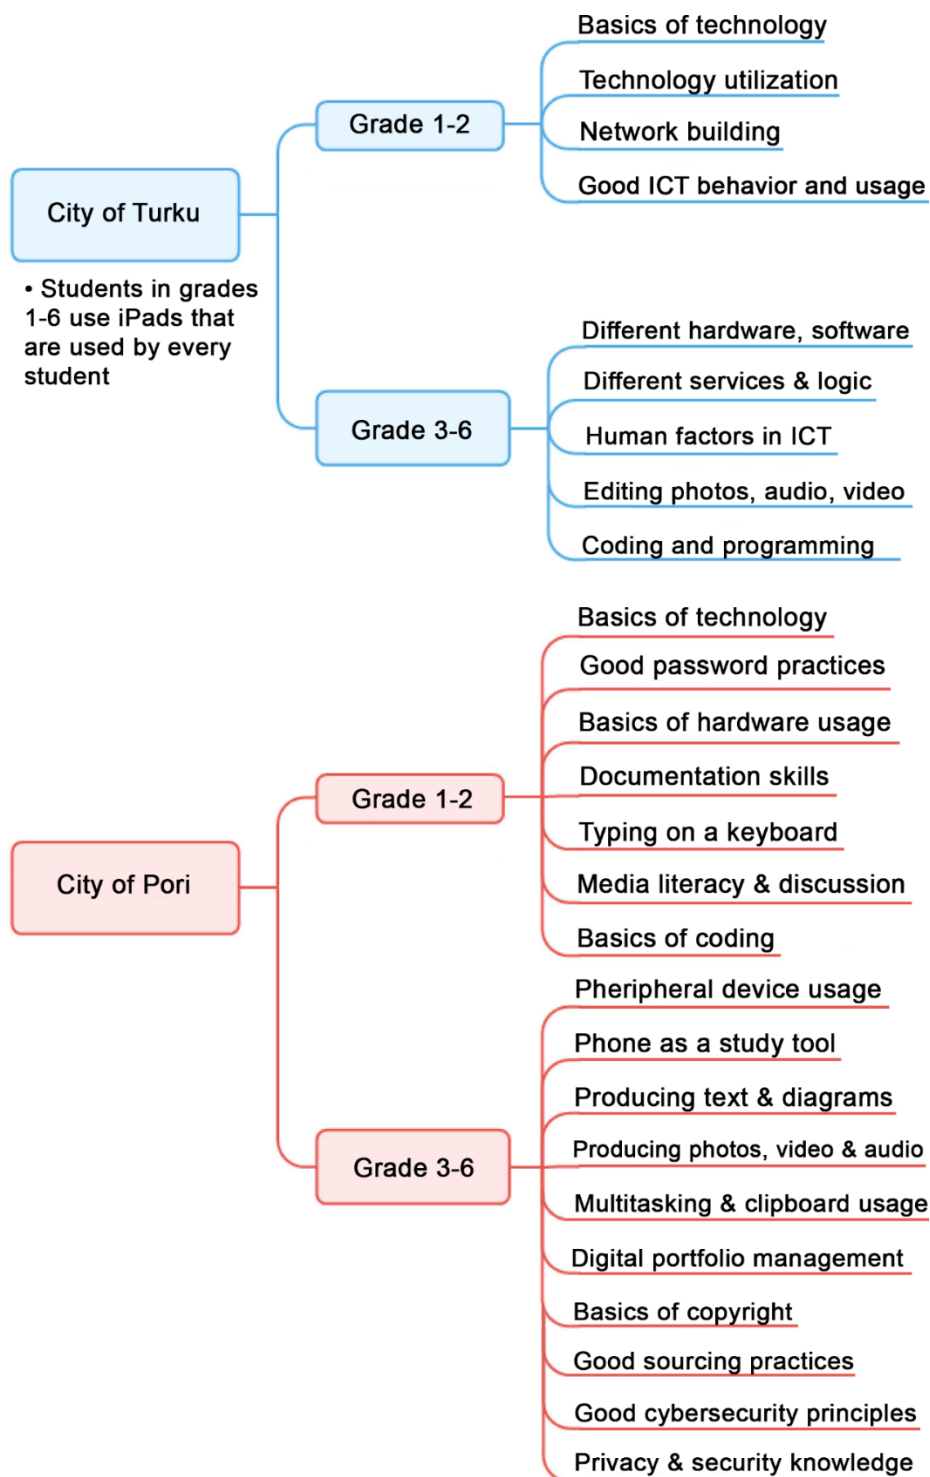 Basics of technology
Technology utilization
Grade 1-2
Network building
Good ICT behavior and usage
City of Turku
• Students in grades
1-6 use iPads that
are used by every
student
Different hardware, software
Different services & logic
Grade 3-6
Human factors in ICT
Editing photos, audio, video
Coding and programming
Basics of technology
Good password practices
Basics of hardware usage
Documentation skills
Grade 1-2
Typing on a keyboard
Media literacy & discussion
Basics of coding
City of Pori
Pheripheral device usage
Phone as a study tool
Producing text & diagrams
Producing photos, video & audio
Grade 3-6
Multitasking & clipboard usage
Digital portfolio management
Basics of copyright
Good sourcing practices
Good cybersecurity principles
Privacy & security knowledge